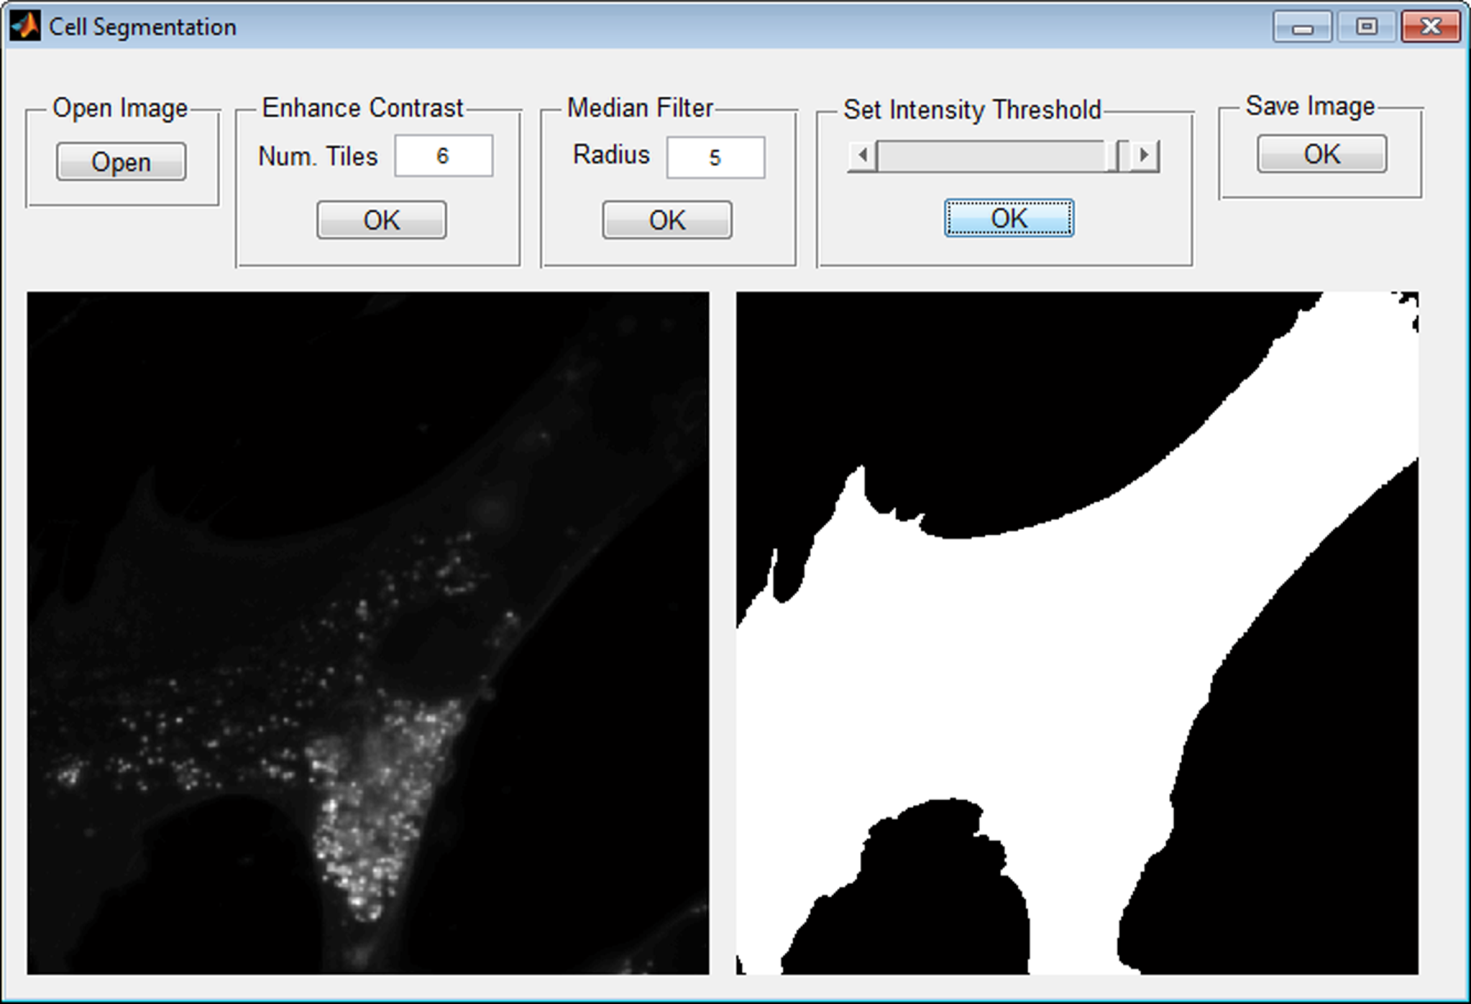 Cell Segmentation
Open Image
Open
Enhance Contrast
Num. Tiles 6
OK
Median Filter
Radius 5
OK
Set Intensity Threshold
OK
Save Image
OK